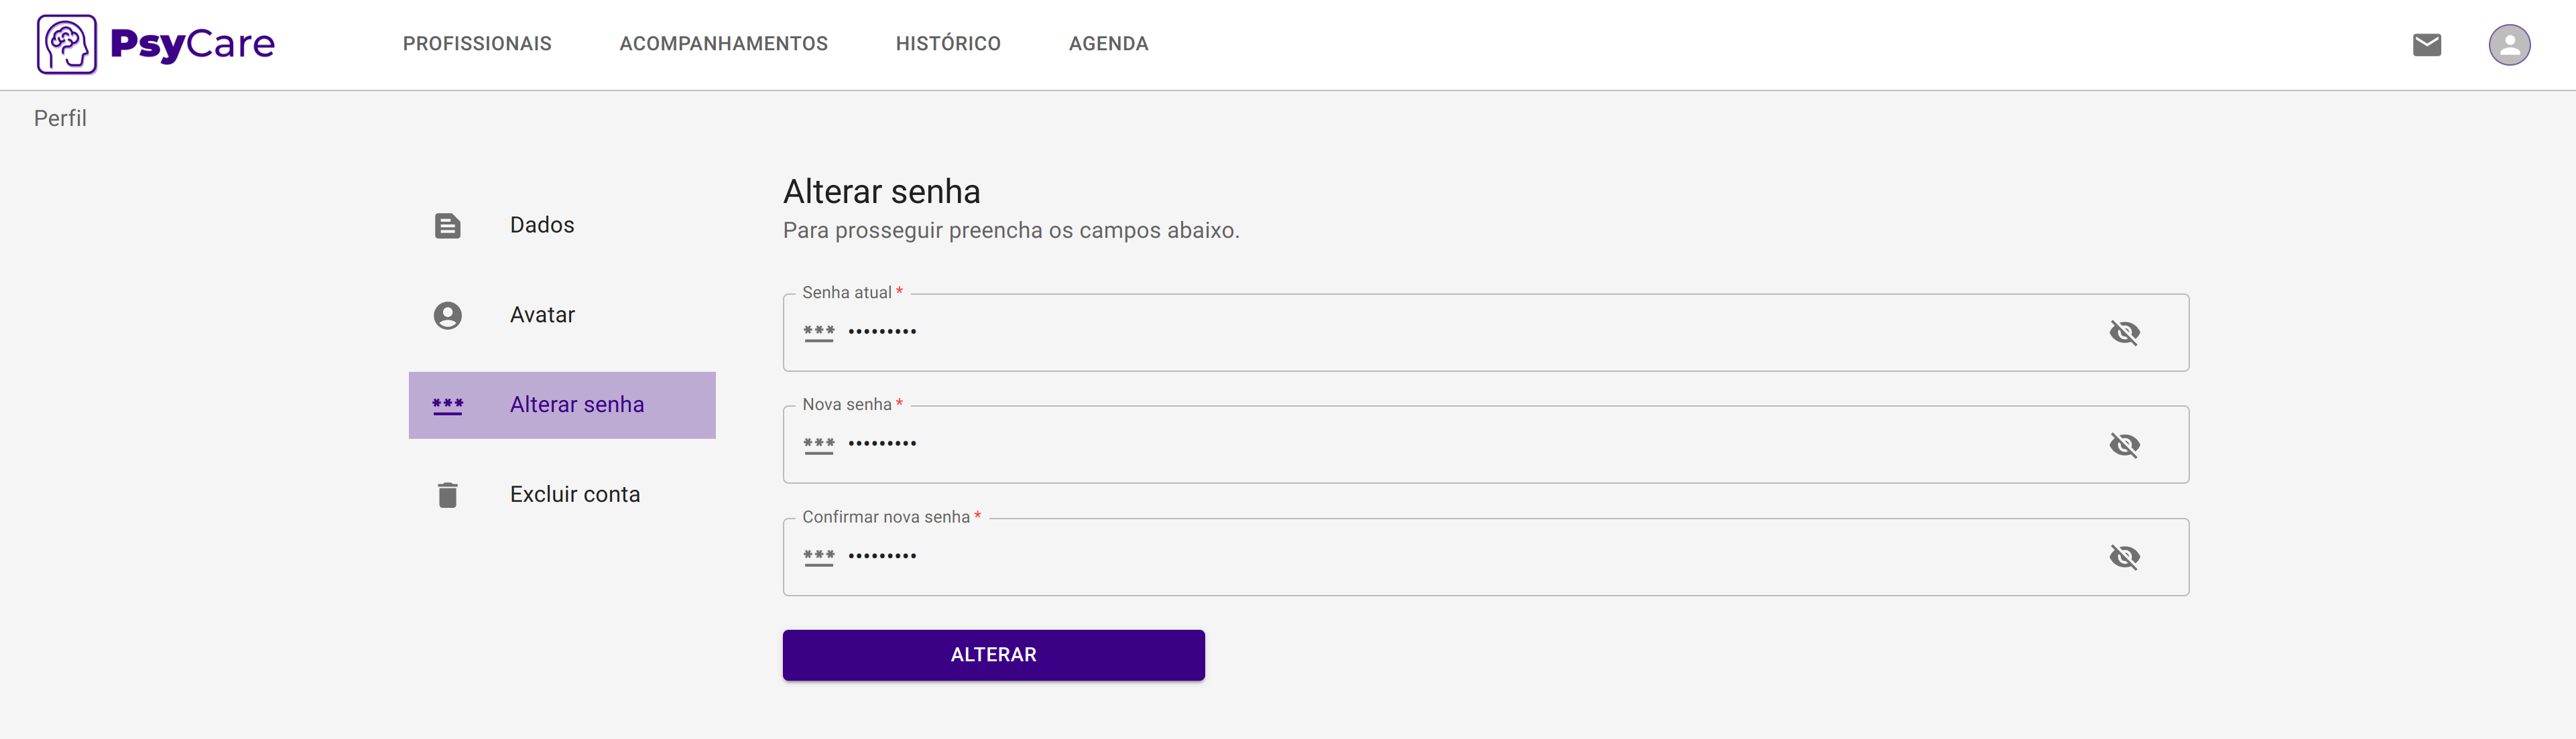 PsyCare
PROFISSIONAIS
ACOMPANHAMENTOS
HISTÓRICO
AGENDA
Perfil
Dados
Avatar
*** Alterar senha
Excluir conta
Alterar senha
Para prosseguir preencha os campos abaixo.
Senha atual *
*** •••••••••
Nova senha *
*** •••••••••
Confirmar nova senha *
*** •••••••••
ALTERAR